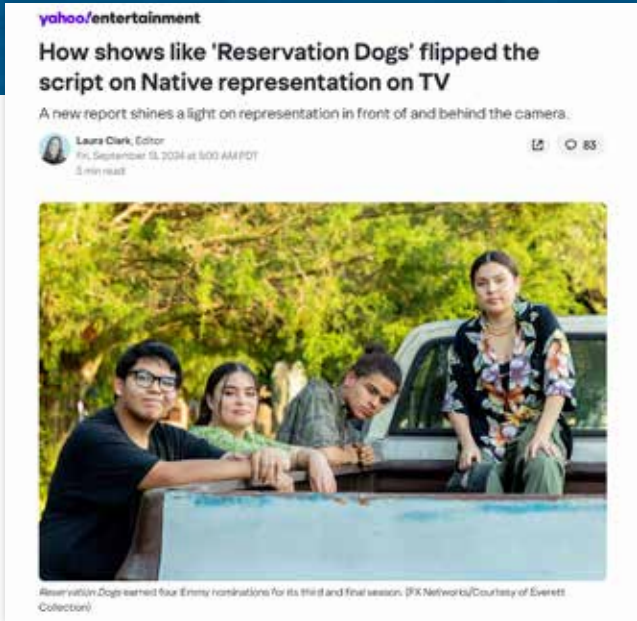 yahoo!entertainment
How shows like 'Reservation Dogs' flipped the
script on Native representation on TV
A new report shines a light on representation in front of and behind the camera.
Laura Clark, Editor
Fri, September 13, 2024 at 5:00 AM PDT
3 min read
83
Reservation Dogs earned four Emmy nominations for its third and final season. (FX Networks/Courtesy of Everett
Collection)